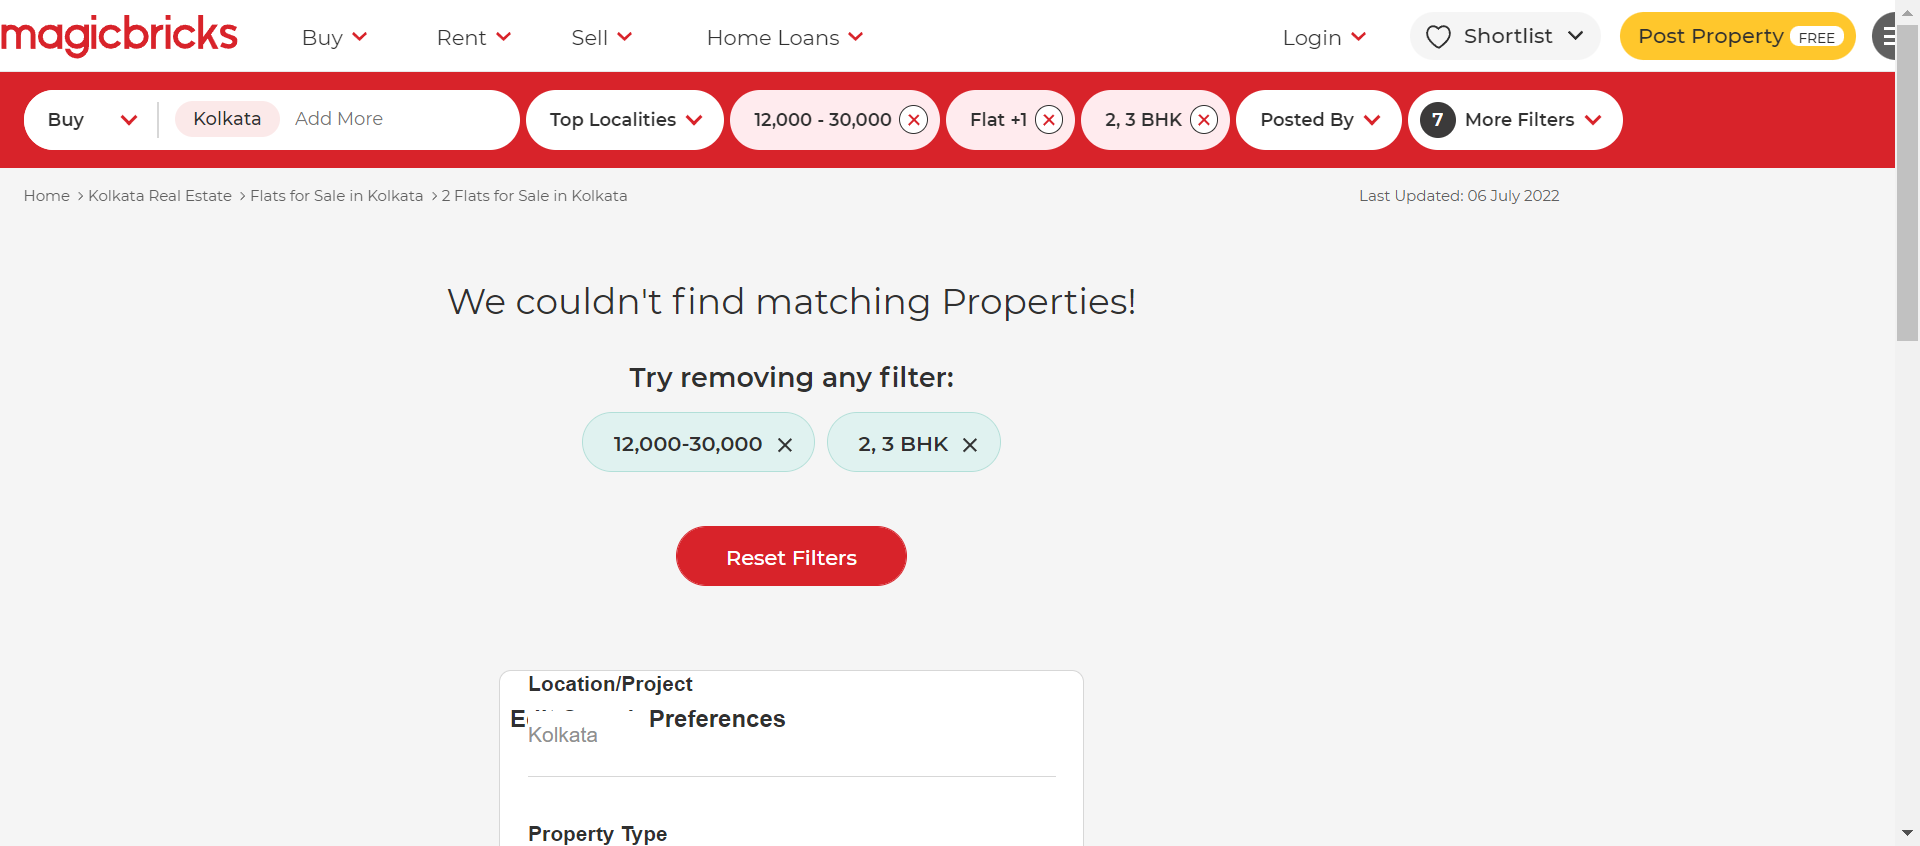 magicbricks Buy Rent Sell Home Loans Login Shortlist Post Property FREE
Buy Kolkata Add More Top Localities 12,000 - 30,000 Flat +1 2, 3 BHK Posted By 7 More Filters
Home > Kolkata Real Estate > Flats for Sale in Kolkata > 2 Flats for Sale in Kolkata Last Updated: 06 July 2022
We couldn't find matching Properties!
Try removing any filter:
12,000-30,000 2, 3 BHK
Reset Filters
Location/Project
Preferences
Kolkata
Property Type